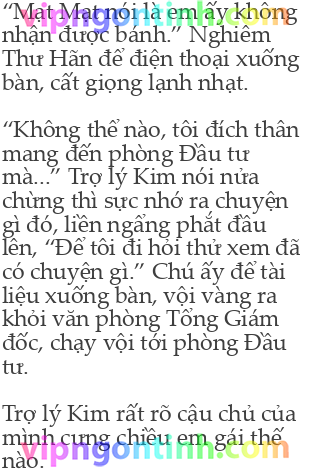 “Mạt Mạt nói là em ấy không
vipngontinh.com
nhận được bánh.” Nghiêm
Thư Hãn để điện thoại xuống
bàn, cất giọng lạnh nhạt.
“Không thể nào, tôi đích thân
mang đến phòng Đầu tư
mà...” Trợ lý Kim nói nửa
chừng thì sực nhớ ra chuyện
gì đó, liền ngẩng phắt đầu
lên, “Để tôi đi hỏi thử xem đã
có chuyện gì.” Chú ấy để tài
liệu xuống bàn, vội vàng ra
khỏi văn phòng Tổng Giám
đốc, chạy vội tới phòng Đầu
tư.
Trợ lý Kim rất rõ cậu chủ của
mình cưng chiều em gái thế
vipngontinh.com
nào.